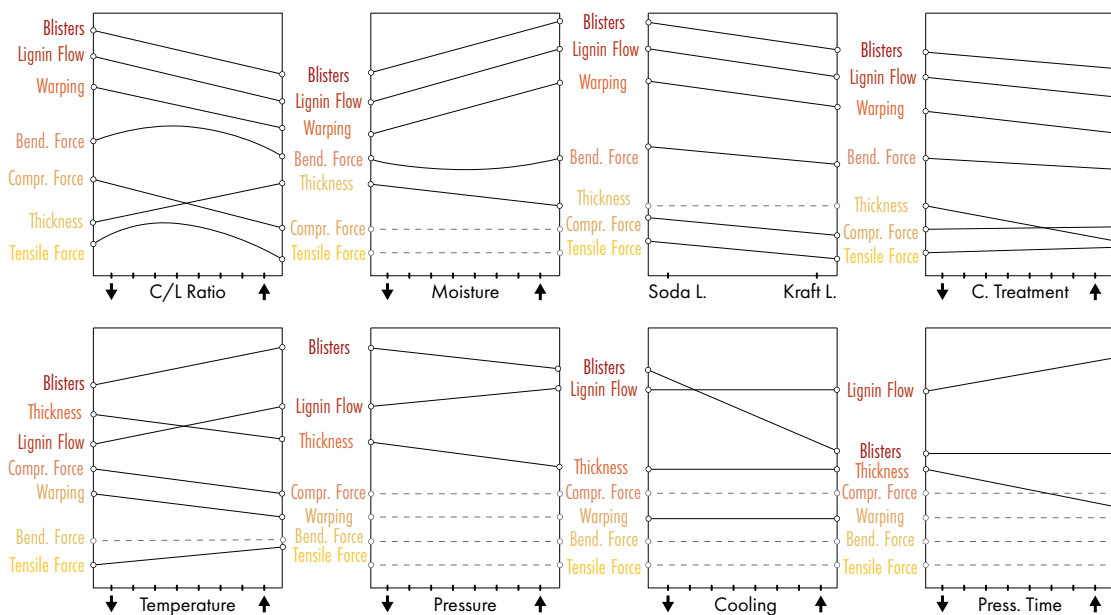 Blisters
Lignin Flow
Warping
Bend. Force
Compr. Force
Thickness
Tensile Force
C/L Ratio
Blisters
Lignin Flow
Warping
Bend. Force
Thickness
Compr. Force
Tensile Force
Moisture
Blisters
Lignin Flow
Warping
Bend. Force
Thickness
Compr. Force
Tensile Force
Soda L. Kraft L.
Blisters
Lignin Flow
Warping
Bend. Force
Thickness
Compr. Force
Tensile Force
C. Treatment
Blisters
Thickness
Lignin Flow
Compr. Force
Warping
Bend. Force
Tensile Force
Temperature
Blisters
Lignin Flow
Thickness
Compr. Force
Warping
Bend. Force
Tensile Force
Pressure
Blisters
Lignin Flow
Thickness
Compr. Force
Warping
Bend. Force
Tensile Force
Cooling
Lignin Flow
Blisters
Thickness
Compr. Force
Warping
Bend. Force
Tensile Force
Press. Time